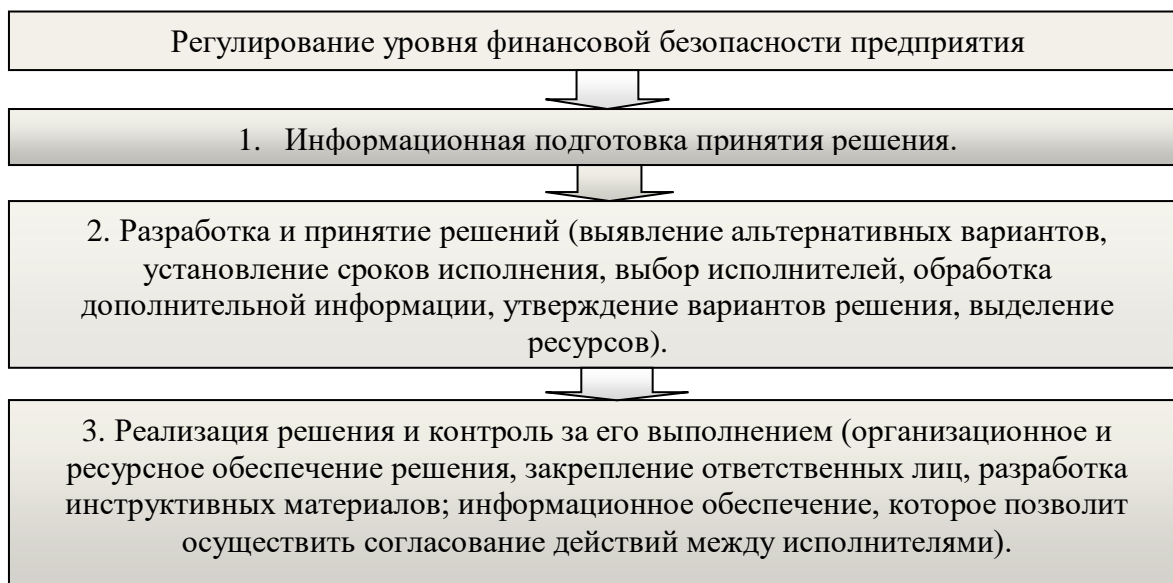 Регулирование уровня финансовой безопасности предприятия
1. Информационная подготовка принятия решения.
2. Разработка и принятие решений (выявление альтернативных вариантов,
установление сроков исполнения, выбор исполнителей, обработка
дополнительной информации, утверждение вариантов решения, выделение
ресурсов).
3. Реализация решения и контроль за его выполнением (организационное и
ресурсное обеспечение решения, закрепление ответственных лиц, разработка
инструктивных материалов; информационное обеспечение, которое позволит
осуществить согласование действий между исполнителями).